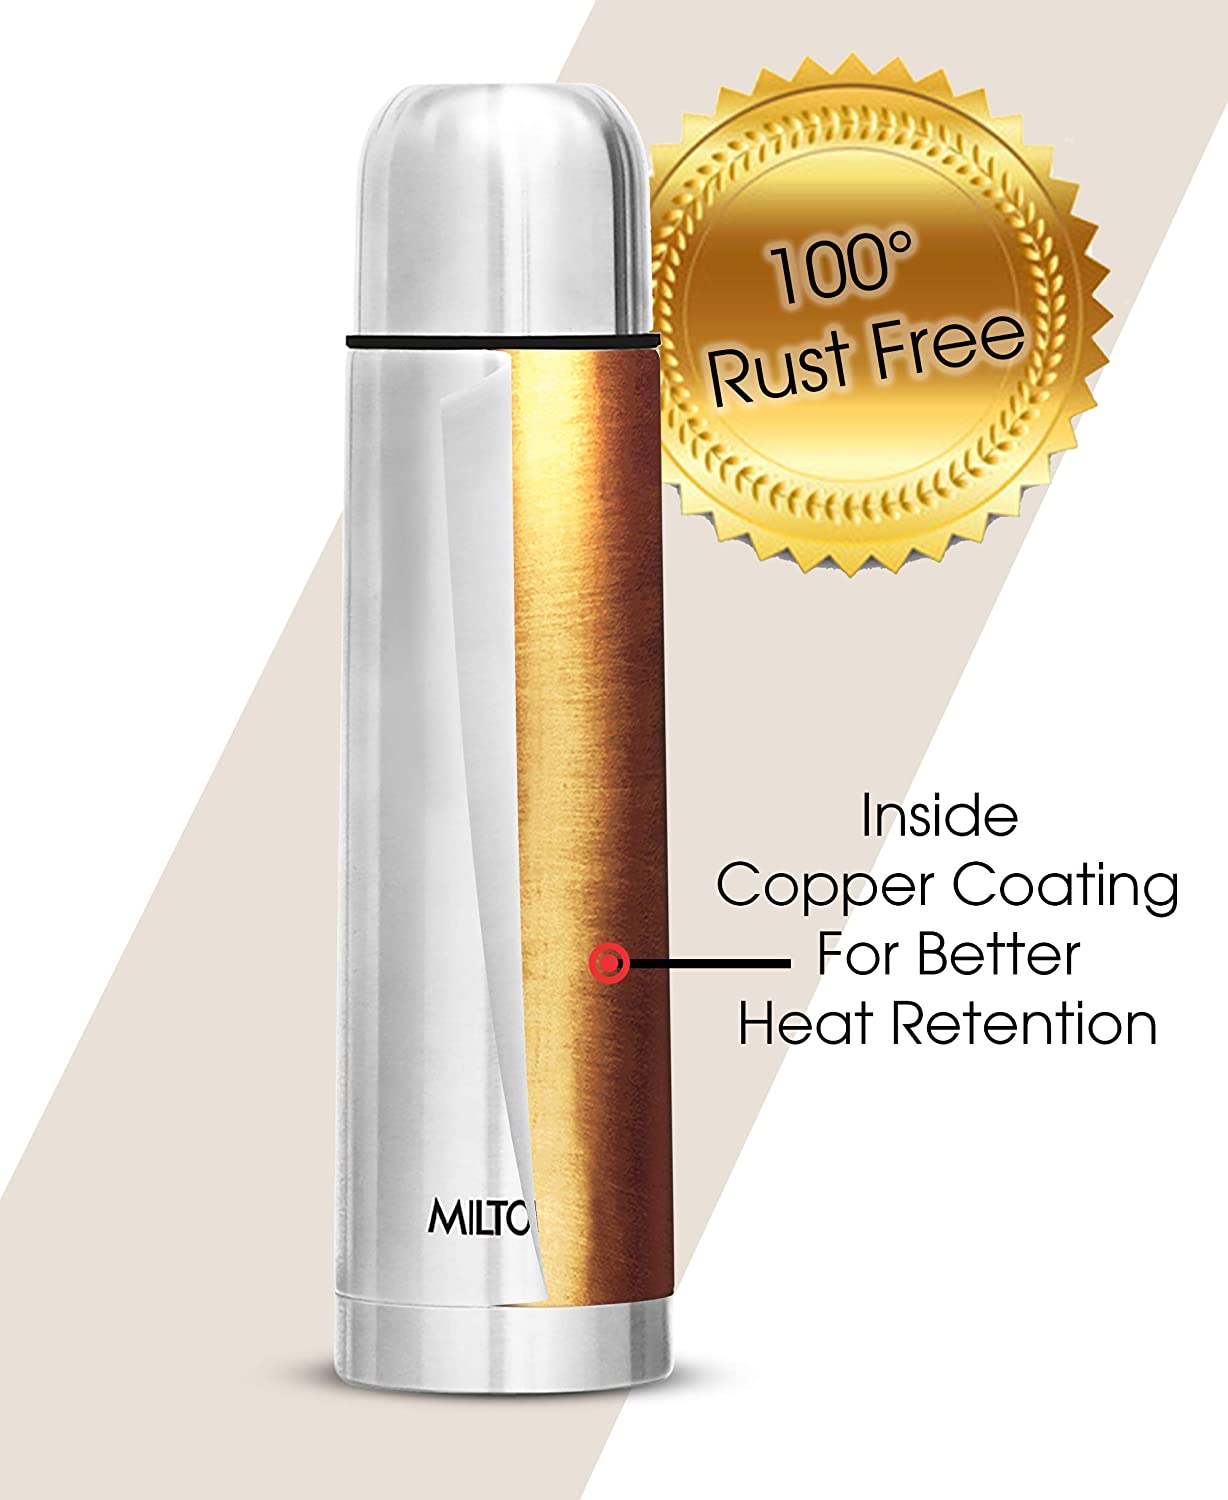 100°
Rust Free
Inside
Copper Coating
For Better
Heat Retention
MILTO